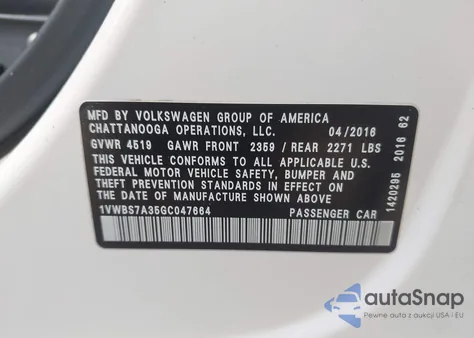 MFD BY VOLKSWAGEN GROUP OF AMERICA
CHATTANOOGA OPERATIONS, LLC. 04/2016
GVWR 4519 GAWR FRONT 2359 / REAR 2271 LBS
THIS VEHICLE CONFORMS TO ALL APPLICABLE U.S.
FEDERAL MOTOR VEHICLE SAFETY, BUMPER AND
THEFT PREVENTION STANDARDS IN EFFECT ON
THE DATE OF MANUFACTURE SHOWN ABOVE.
1VWBS7A35GC047664 PASSENGER CAR
1420295 2016 62
autoSnap
Pewne auta z aukcji USA i EU